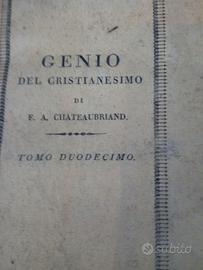 GENIO
DEL CRISTIANESIMO
DI
F. A. CHATEAUBRIAND.
TOMO DUODECIMO.
subito